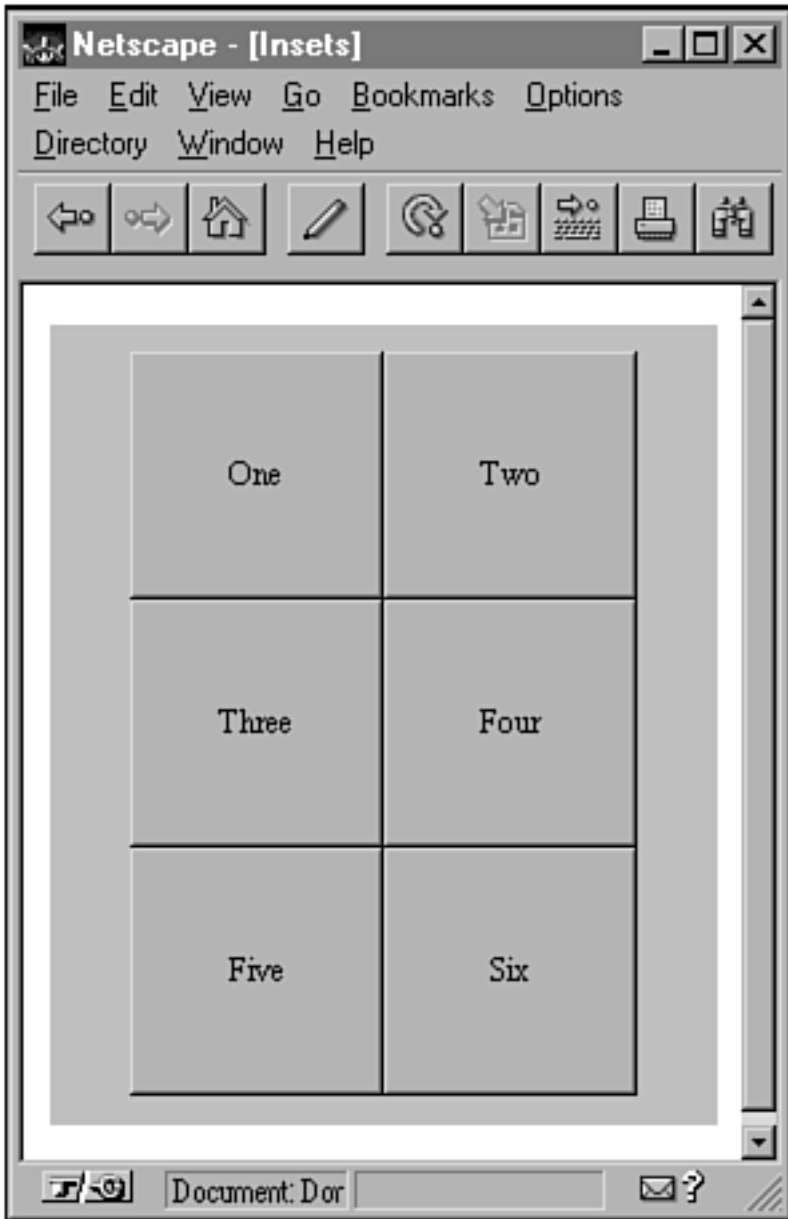 Netscape - [Insets]
File Edit View Go Bookmarks Options
Directory Window Help
One Two
Three Four
Five Six
Document: Dor